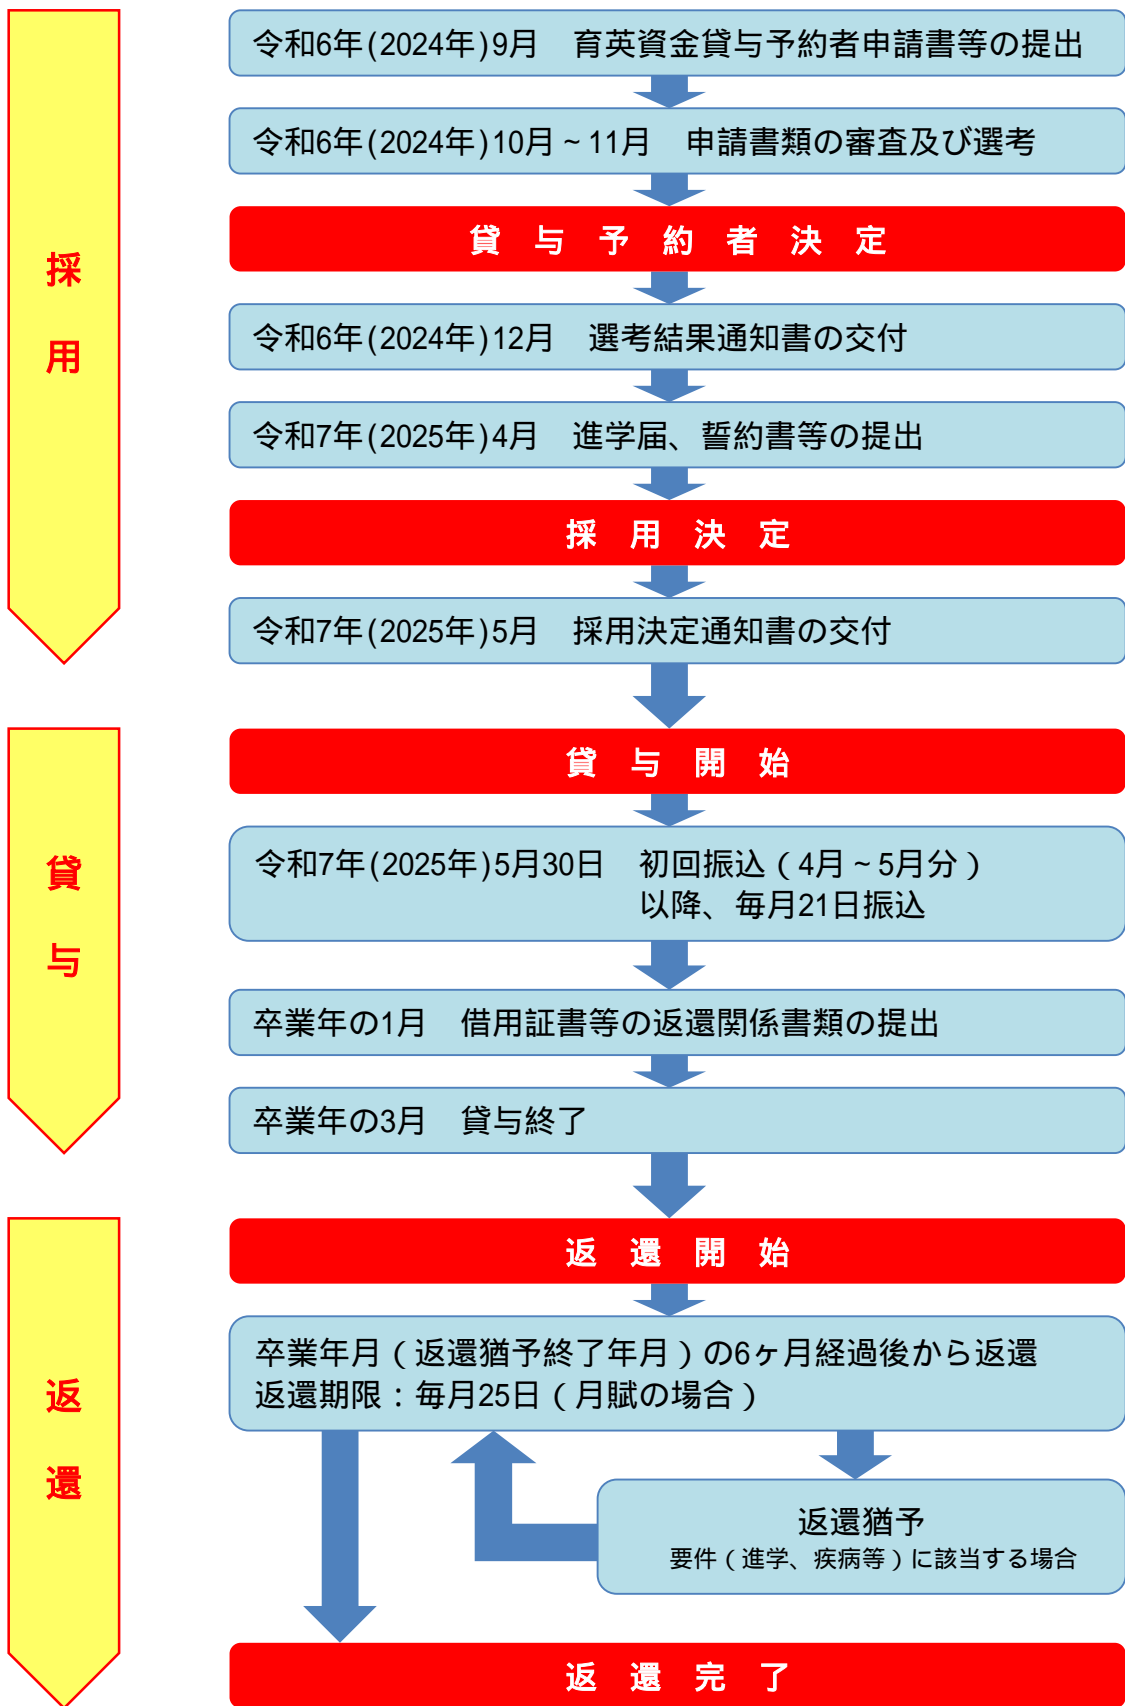 採用
令和6年(2024年)9月　育英資金貸与予約者申請書等の提出
令和6年(2024年)10月～11月　申請書類の審査及び選考
貸　与　予　約　者　決　定
令和6年(2024年)12月　選考結果通知書の交付
令和7年(2025年)4月　進学届、誓約書等の提出
採　用　決　定
令和7年(2025年)5月　採用決定通知書の交付
貸与
貸　与　開　始
令和7年(2025年)5月30日　初回振込（4月～5月分）
以降、毎月21日振込
卒業年の1月　借用証書等の返還関係書類の提出
卒業年の3月　貸与終了
返還
返　還　開　始
卒業年月（返還猶予終了年月）の6ヶ月経過後から返還
返還期限：毎月25日（月賦の場合）
返還猶予
要件（進学、疾病等）に該当する場合
返　還　完　了